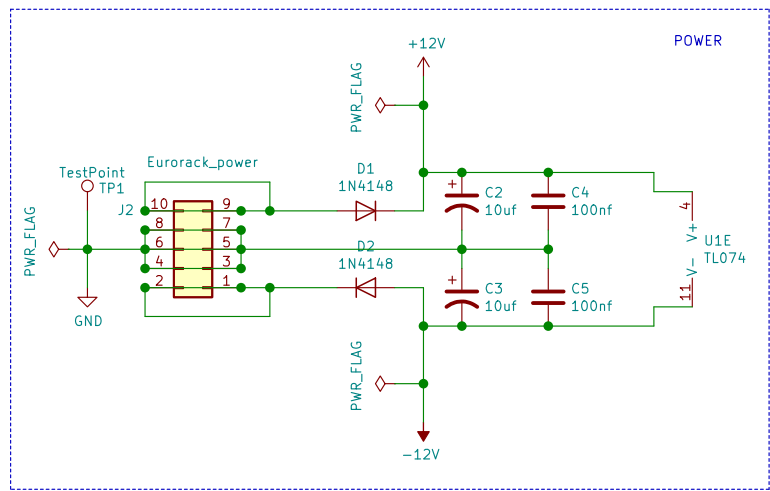 POWER
+12V
PWR_FLAG
Eurorack_power
TestPoint
TP1
D1
1N4148
J2
10 9
8 7
6 5
4 3
2 1
PWR_FLAG
GND
+ C2
10uf
C4
100nf
4
V+
U1E
TL074
V-
11
D2
1N4148
+ C3
10uf
C5
100nf
PWR_FLAG
-12V